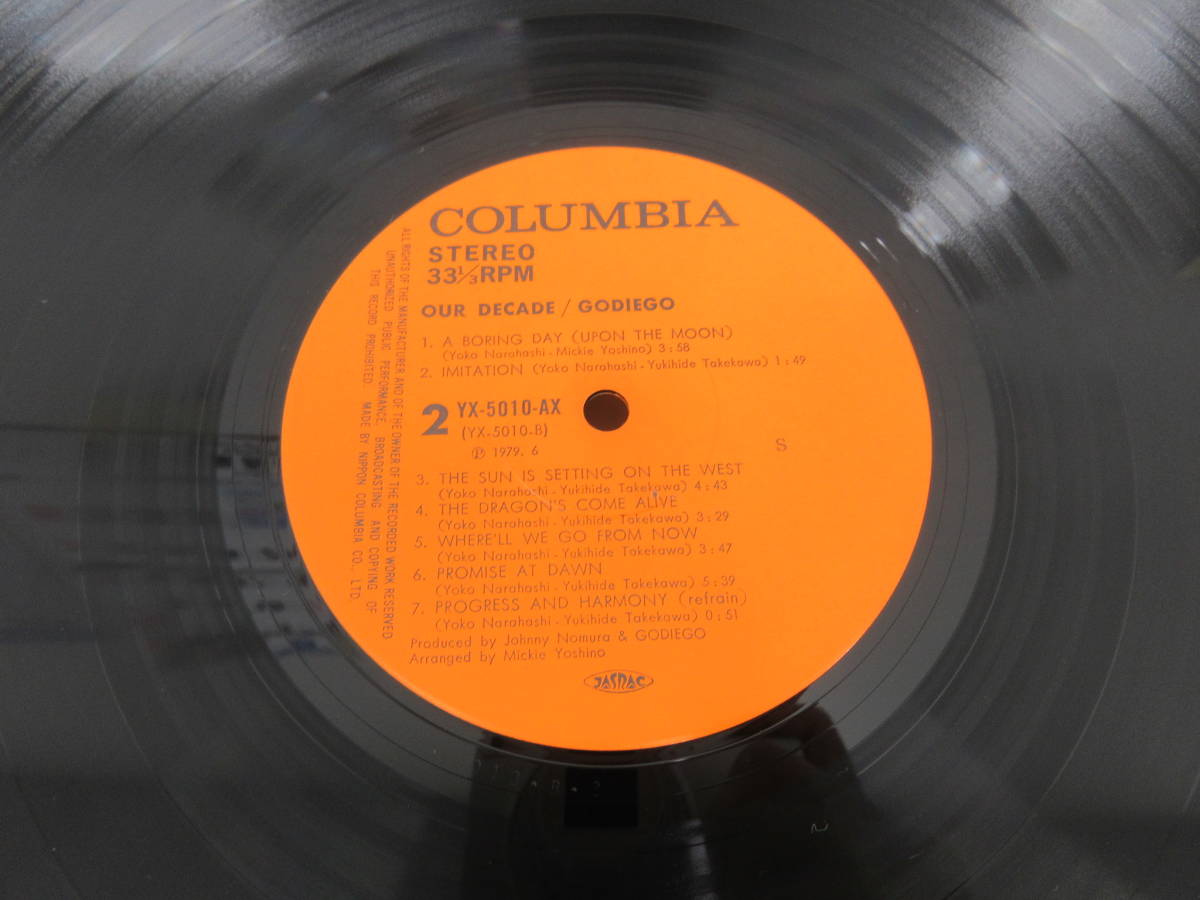 COLUMBIA
STEREO
33 1/3 RPM
OUR DECADE / GODIEGO
1. A BORING DAY (UPON THE MOON)
(Yoko Narahashi - Mickie Yoshino) 3:58
2. IMITATION (Yoko Narahashi - Yukihide Takekawa) 1:49
2 YX-5010-AX
(YX-5010-B)
Ⓟ 1979. 6
S
3. THE SUN IS SETTING ON THE WEST
(Yoko Narahashi - Yukihide Takekawa) 4:43
4. THE DRAGON'S COME ALIVE
(Yoko Narahashi - Yukihide Takekawa) 3:29
5. WHERE'LL WE GO FROM NOW
(Yoko Narahashi - Yukihide Takekawa) 3:47
6. PROMISE AT DAWN
(Yoko Narahashi - Yukihide Takekawa) 5:39
7. PROGRESS AND HARMONY (refrain)
(Yoko Narahashi - Yukihide Takekawa) 0:51
Produced by Johnny Nomura & GODIEGO
Arranged by Mickie Yoshino
JASRAC
ALL RIGHTS OF THE MANUFACTURER AND OF THE OWNER OF THE RECORDED WORK RESERVED
UNAUTHORIZED PUBLIC PERFORMANCE, BROADCASTING AND COPYING OF
THIS RECORD PROHIBITED. MADE BY NIPPON COLUMBIA CO., LTD.